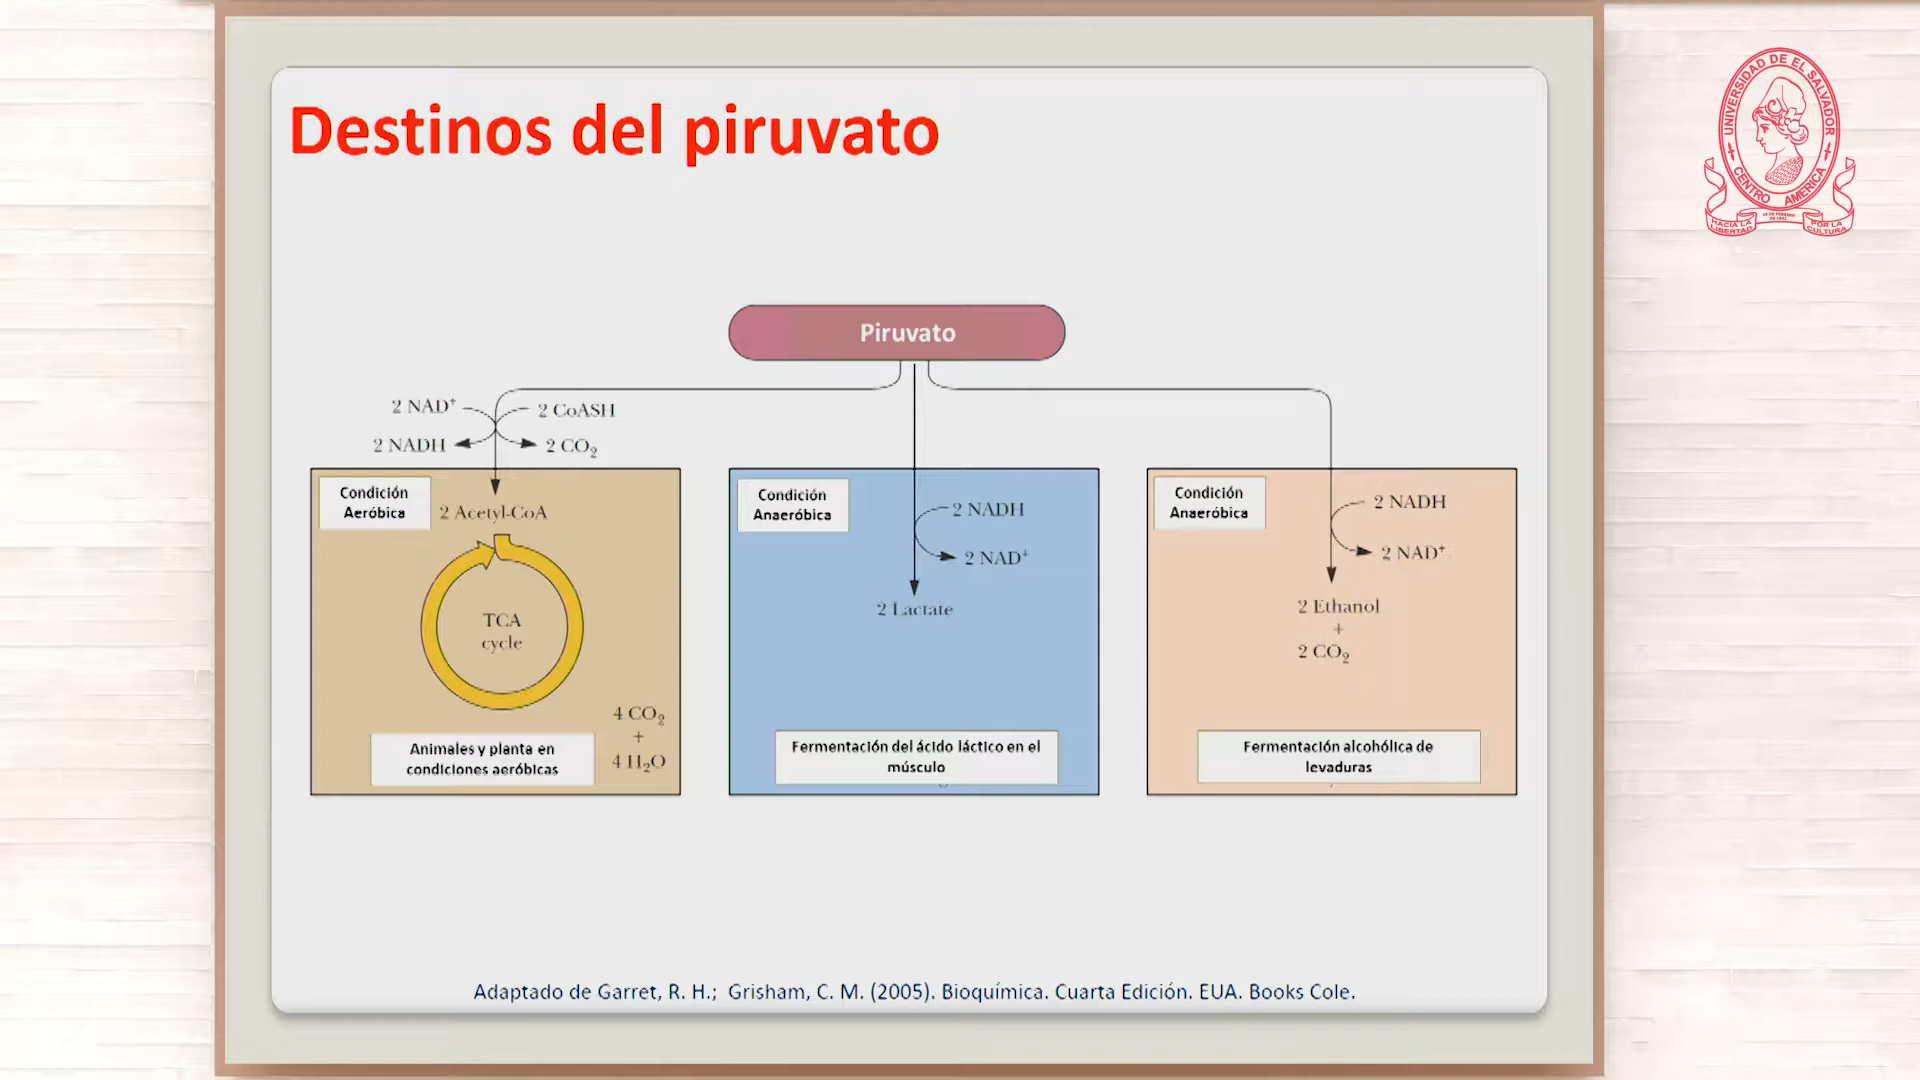 Destinos del piruvato
UNIVERSIDAD DE EL SALVADOR
CENTRO AMERICA
HACIA LA LIBERTAD
POR LA CULTURA
Piruvato
2 NAD⁺
2 CoASH
2 NADH
2 CO₂
Condición
Aeróbica
2 Acetyl-CoA
TCA
cycle
4 CO₂
+
4 H₂O
Animales y planta en
condiciones aeróbicas
Condición
Anaeróbica
2 NADH
2 NAD⁺
2 Lactate
Fermentación del ácido láctico en el
músculo
Condición
Anaeróbica
2 NADH
2 NAD⁺
2 Ethanol
+
2 CO₂
Fermentación alcohólica de
levaduras
Adaptado de Garret, R. H.; Grisham, C. M. (2005). Bioquímica. Cuarta Edición. EUA. Books Cole.